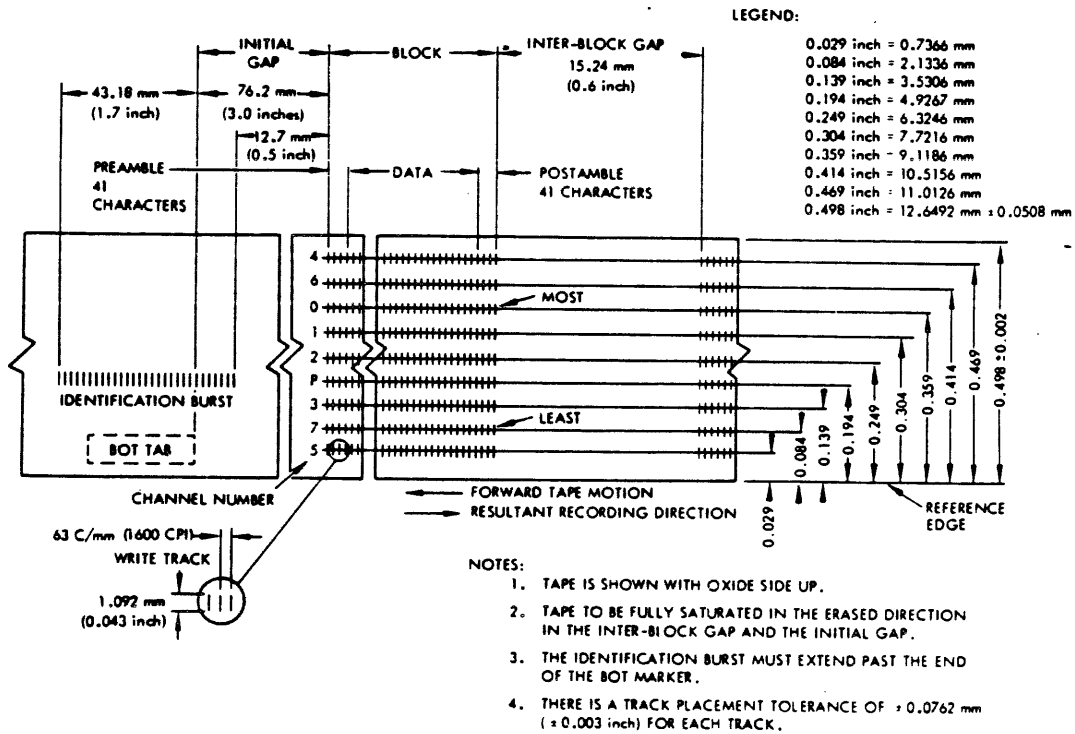 LEGEND:
0.029 inch = 0.7366 mm
0.084 inch = 2.1336 mm
0.139 inch = 3.5306 mm
0.194 inch = 4.9267 mm
0.249 inch = 6.3246 mm
0.304 inch = 7.7216 mm
0.359 inch - 9.1186 mm
0.414 inch = 10.5156 mm
0.469 inch = 11.0126 mm
0.498 inch = 12.6492 mm ± 0.0508 mm
INITIAL
GAP
BLOCK
INTER-BLOCK GAP
15.24 mm
(0.6 inch)
43.18 mm
(1.7 inch)
76.2 mm
(3.0 inches)
12.7 mm
(0.5 inch)
PREAMBLE
41
CHARACTERS
DATA
POSTAMBLE
41 CHARACTERS
4
6
0
1
2
P
3
7
5
MOST
LEAST
IDENTIFICATION BURST
BOT TAB
CHANNEL NUMBER
FORWARD TAPE MOTION
RESULTANT RECORDING DIRECTION
0.029
0.084
0.139
0.194
0.249
0.304
0.359
0.414
0.469
0.498 ±0.002
REFERENCE
EDGE
63 C/mm (1600 CPI)
WRITE TRACK
1.092 mm
(0.043 inch)
NOTES:
1. TAPE IS SHOWN WITH OXIDE SIDE UP.
2. TAPE TO BE FULLY SATURATED IN THE ERASED DIRECTION
IN THE INTER-BLOCK GAP AND THE INITIAL GAP.
3. THE IDENTIFICATION BURST MUST EXTEND PAST THE END
OF THE BOT MARKER.
4. THERE IS A TRACK PLACEMENT TOLERANCE OF ± 0.0762 mm
(± 0.003 inch) FOR EACH TRACK.